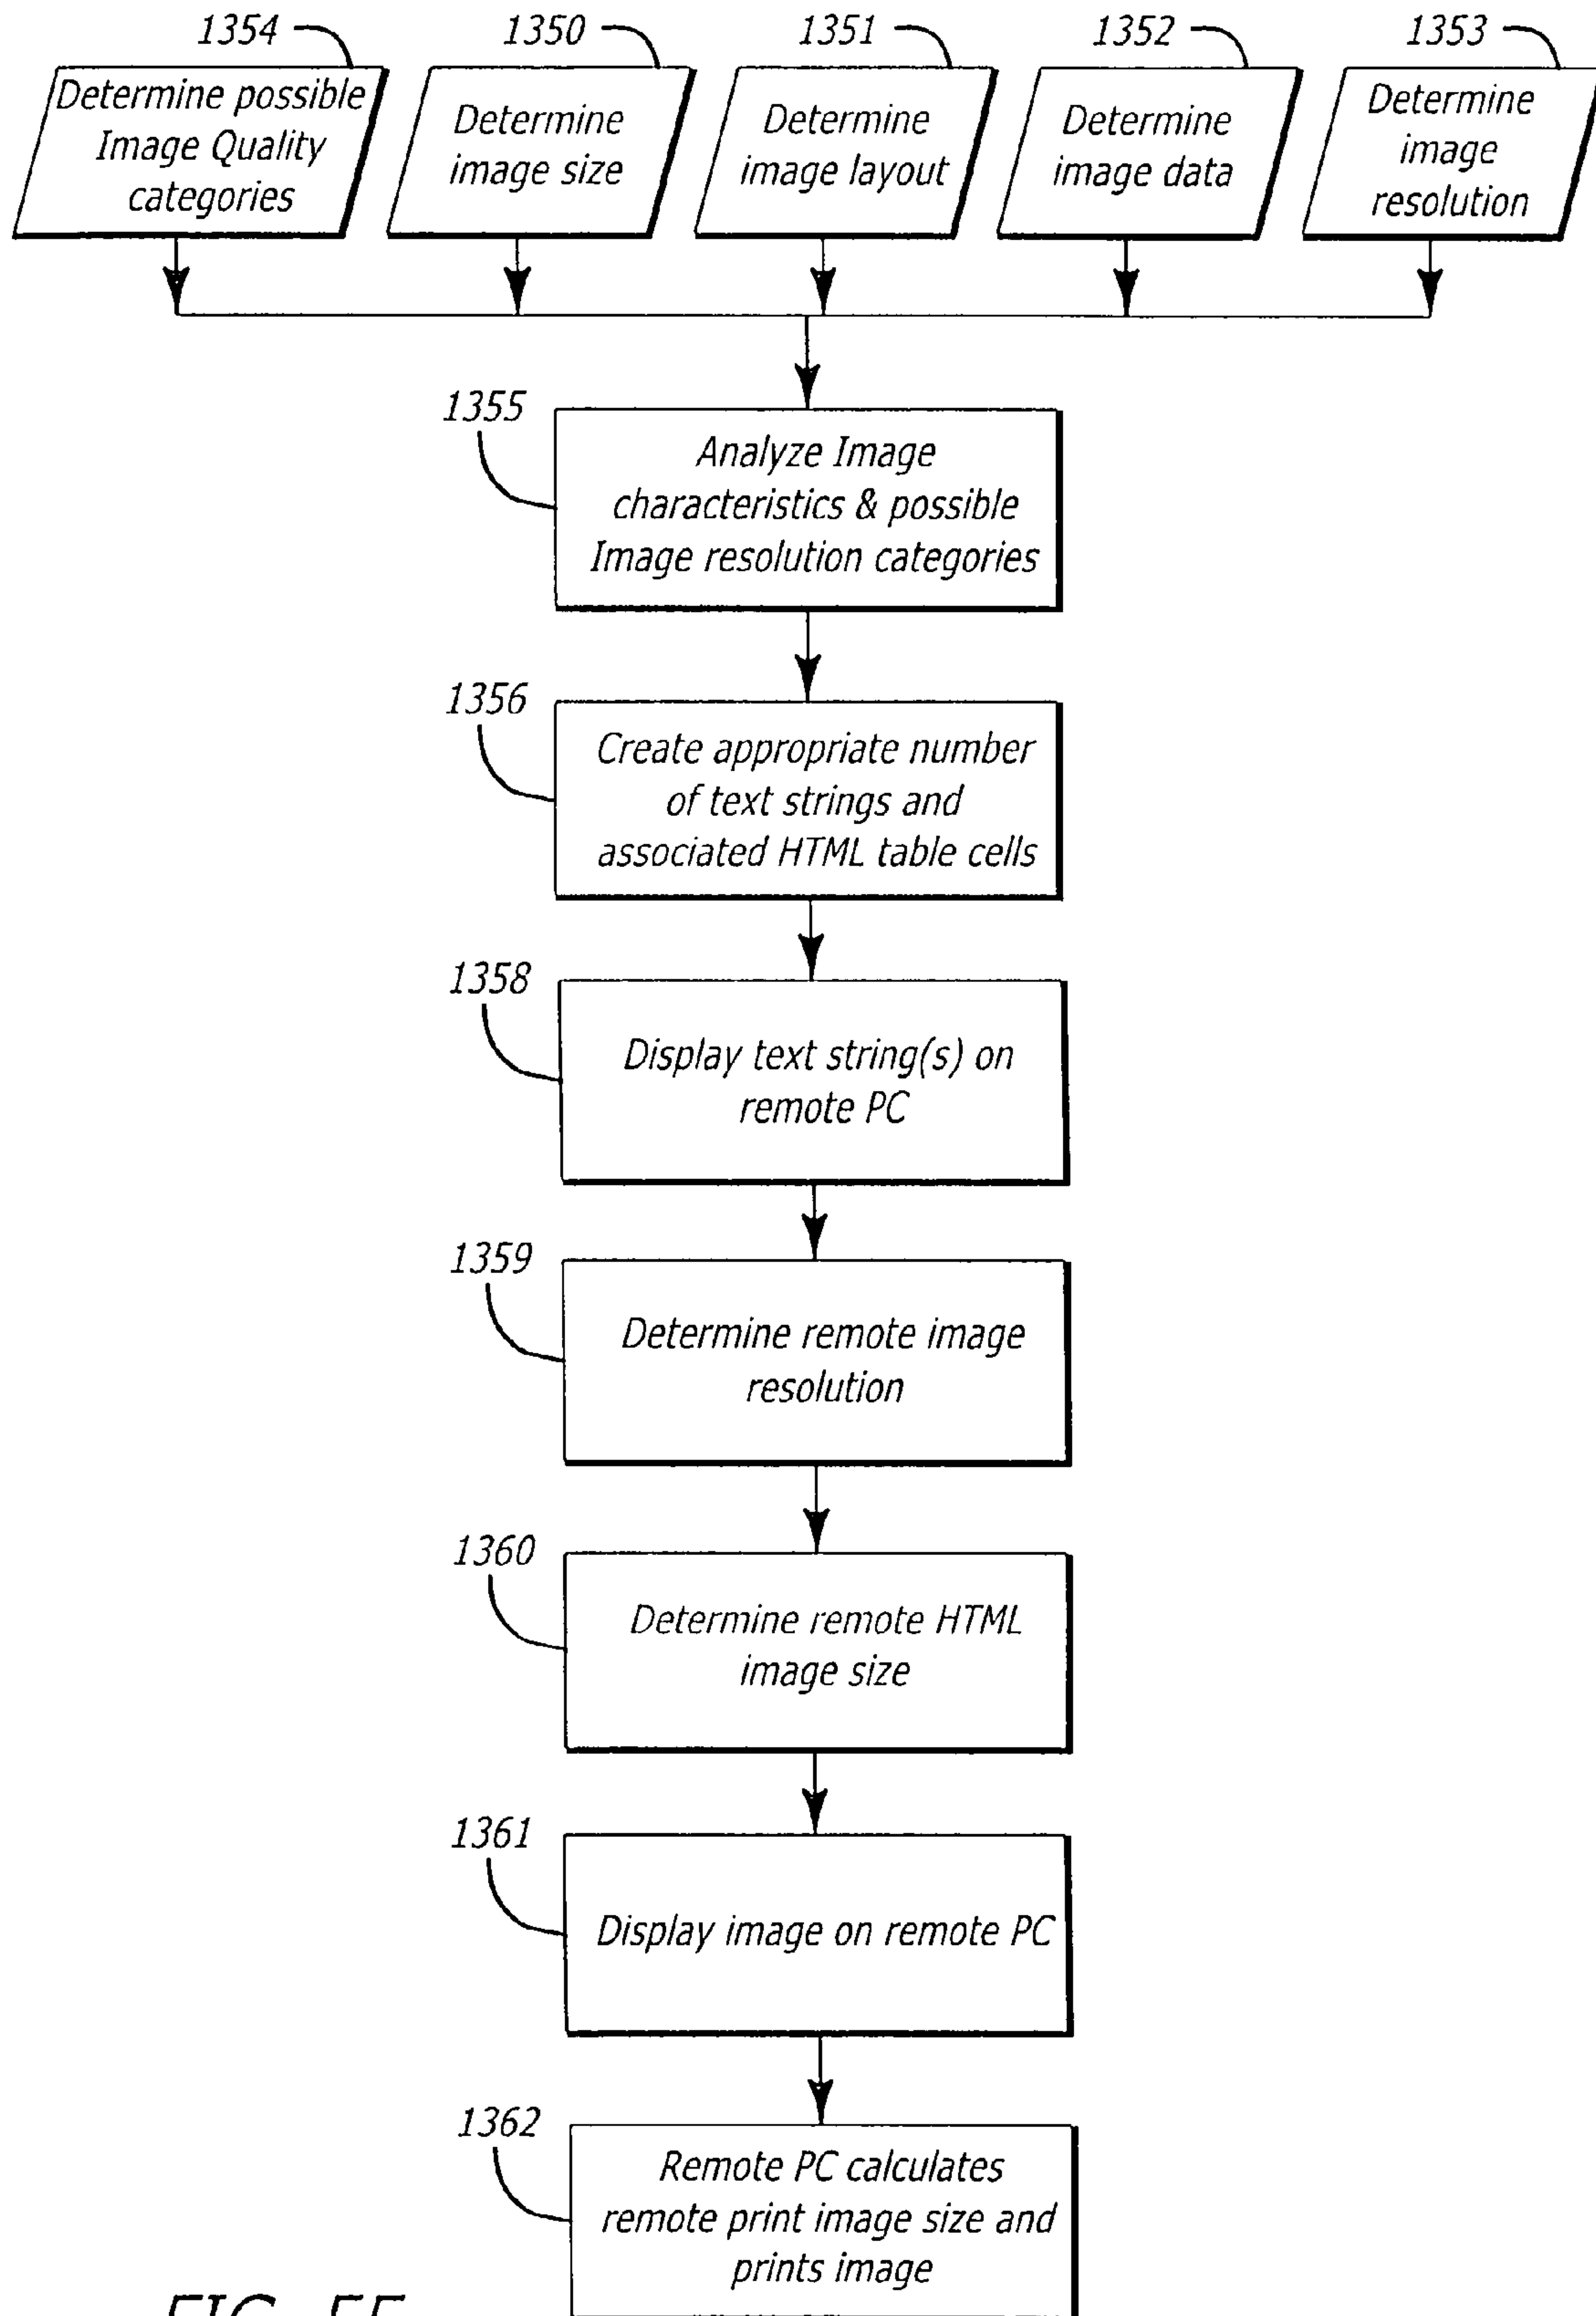 1354
1350
1351
1352
1353
Determine possible
Image Quality
categories
Determine
image size
Determine
image layout
Determine
image data
Determine
image
resolution
1355
Analyze Image
characteristics & possible
Image resolution categories
1356
Create appropriate number
of text strings and
associated HTML table cells
1358
Display text string(s) on
remote PC
1359
Determine remote image
resolution
1360
Determine remote HTML
image size
1361
Display image on remote PC
1362
Remote PC calculates
remote print image size and
prints image
FIG.